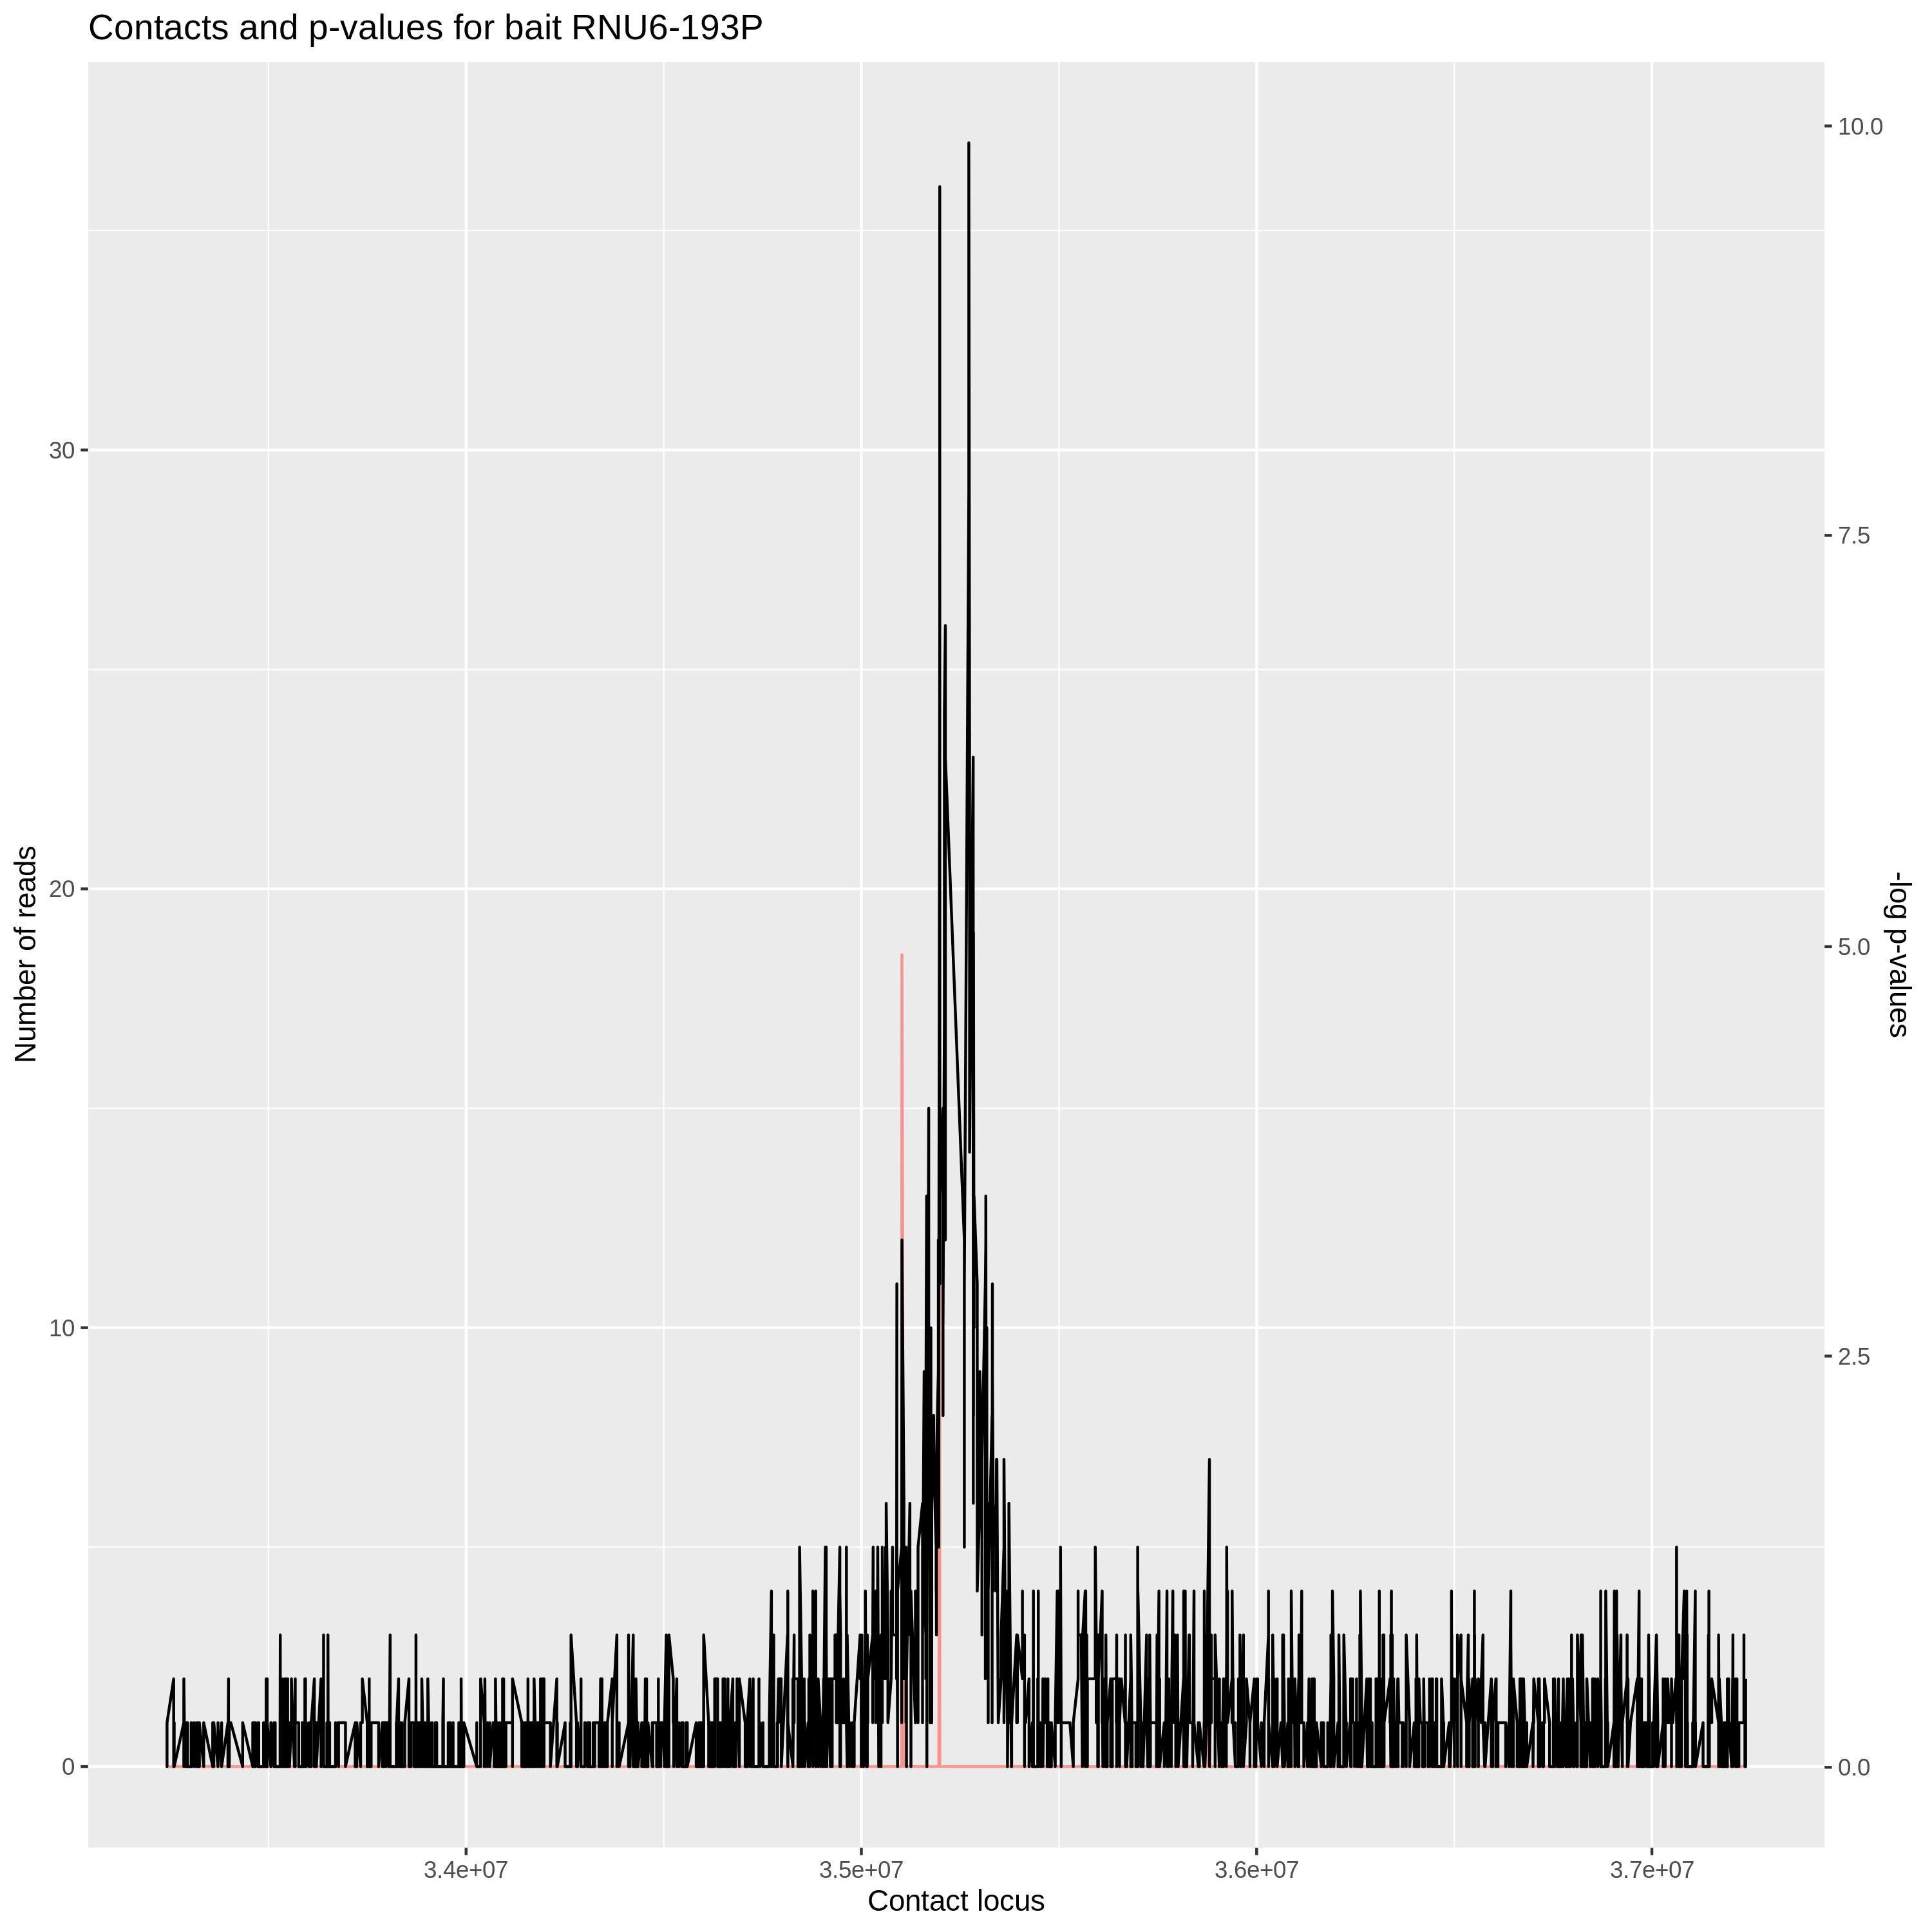 Contacts and p-values for bait RNU6-193P
10.0
7.5
5.0
2.5
0.0
30
20
10
0
Number of reads
-log p-values
3.4e+07 3.5e+07 3.6e+07 3.7e+07
Contact locus